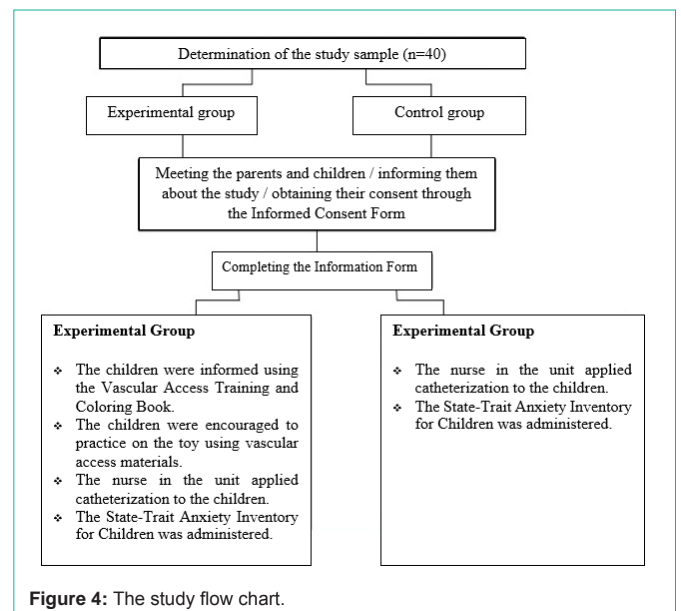 Determination of the study sample (n=40)
Experimental group
Control group
Meeting the parents and children / informing them
about the study / obtaining their consent through
the Informed Consent Form
Completing the Information Form
Experimental Group
❖ The children were informed using
the Vascular Access Training and
Coloring Book.
❖ The children were encouraged to
practice on the toy using vascular
access materials.
❖ The nurse in the unit applied
catheterization to the children.
❖ The State-Trait Anxiety Inventory
for Children was administered.
Experimental Group
❖ The nurse in the unit applied
catheterization to the children.
❖ The State-Trait Anxiety Inventory
for Children was administered.
Figure 4: The study flow chart.